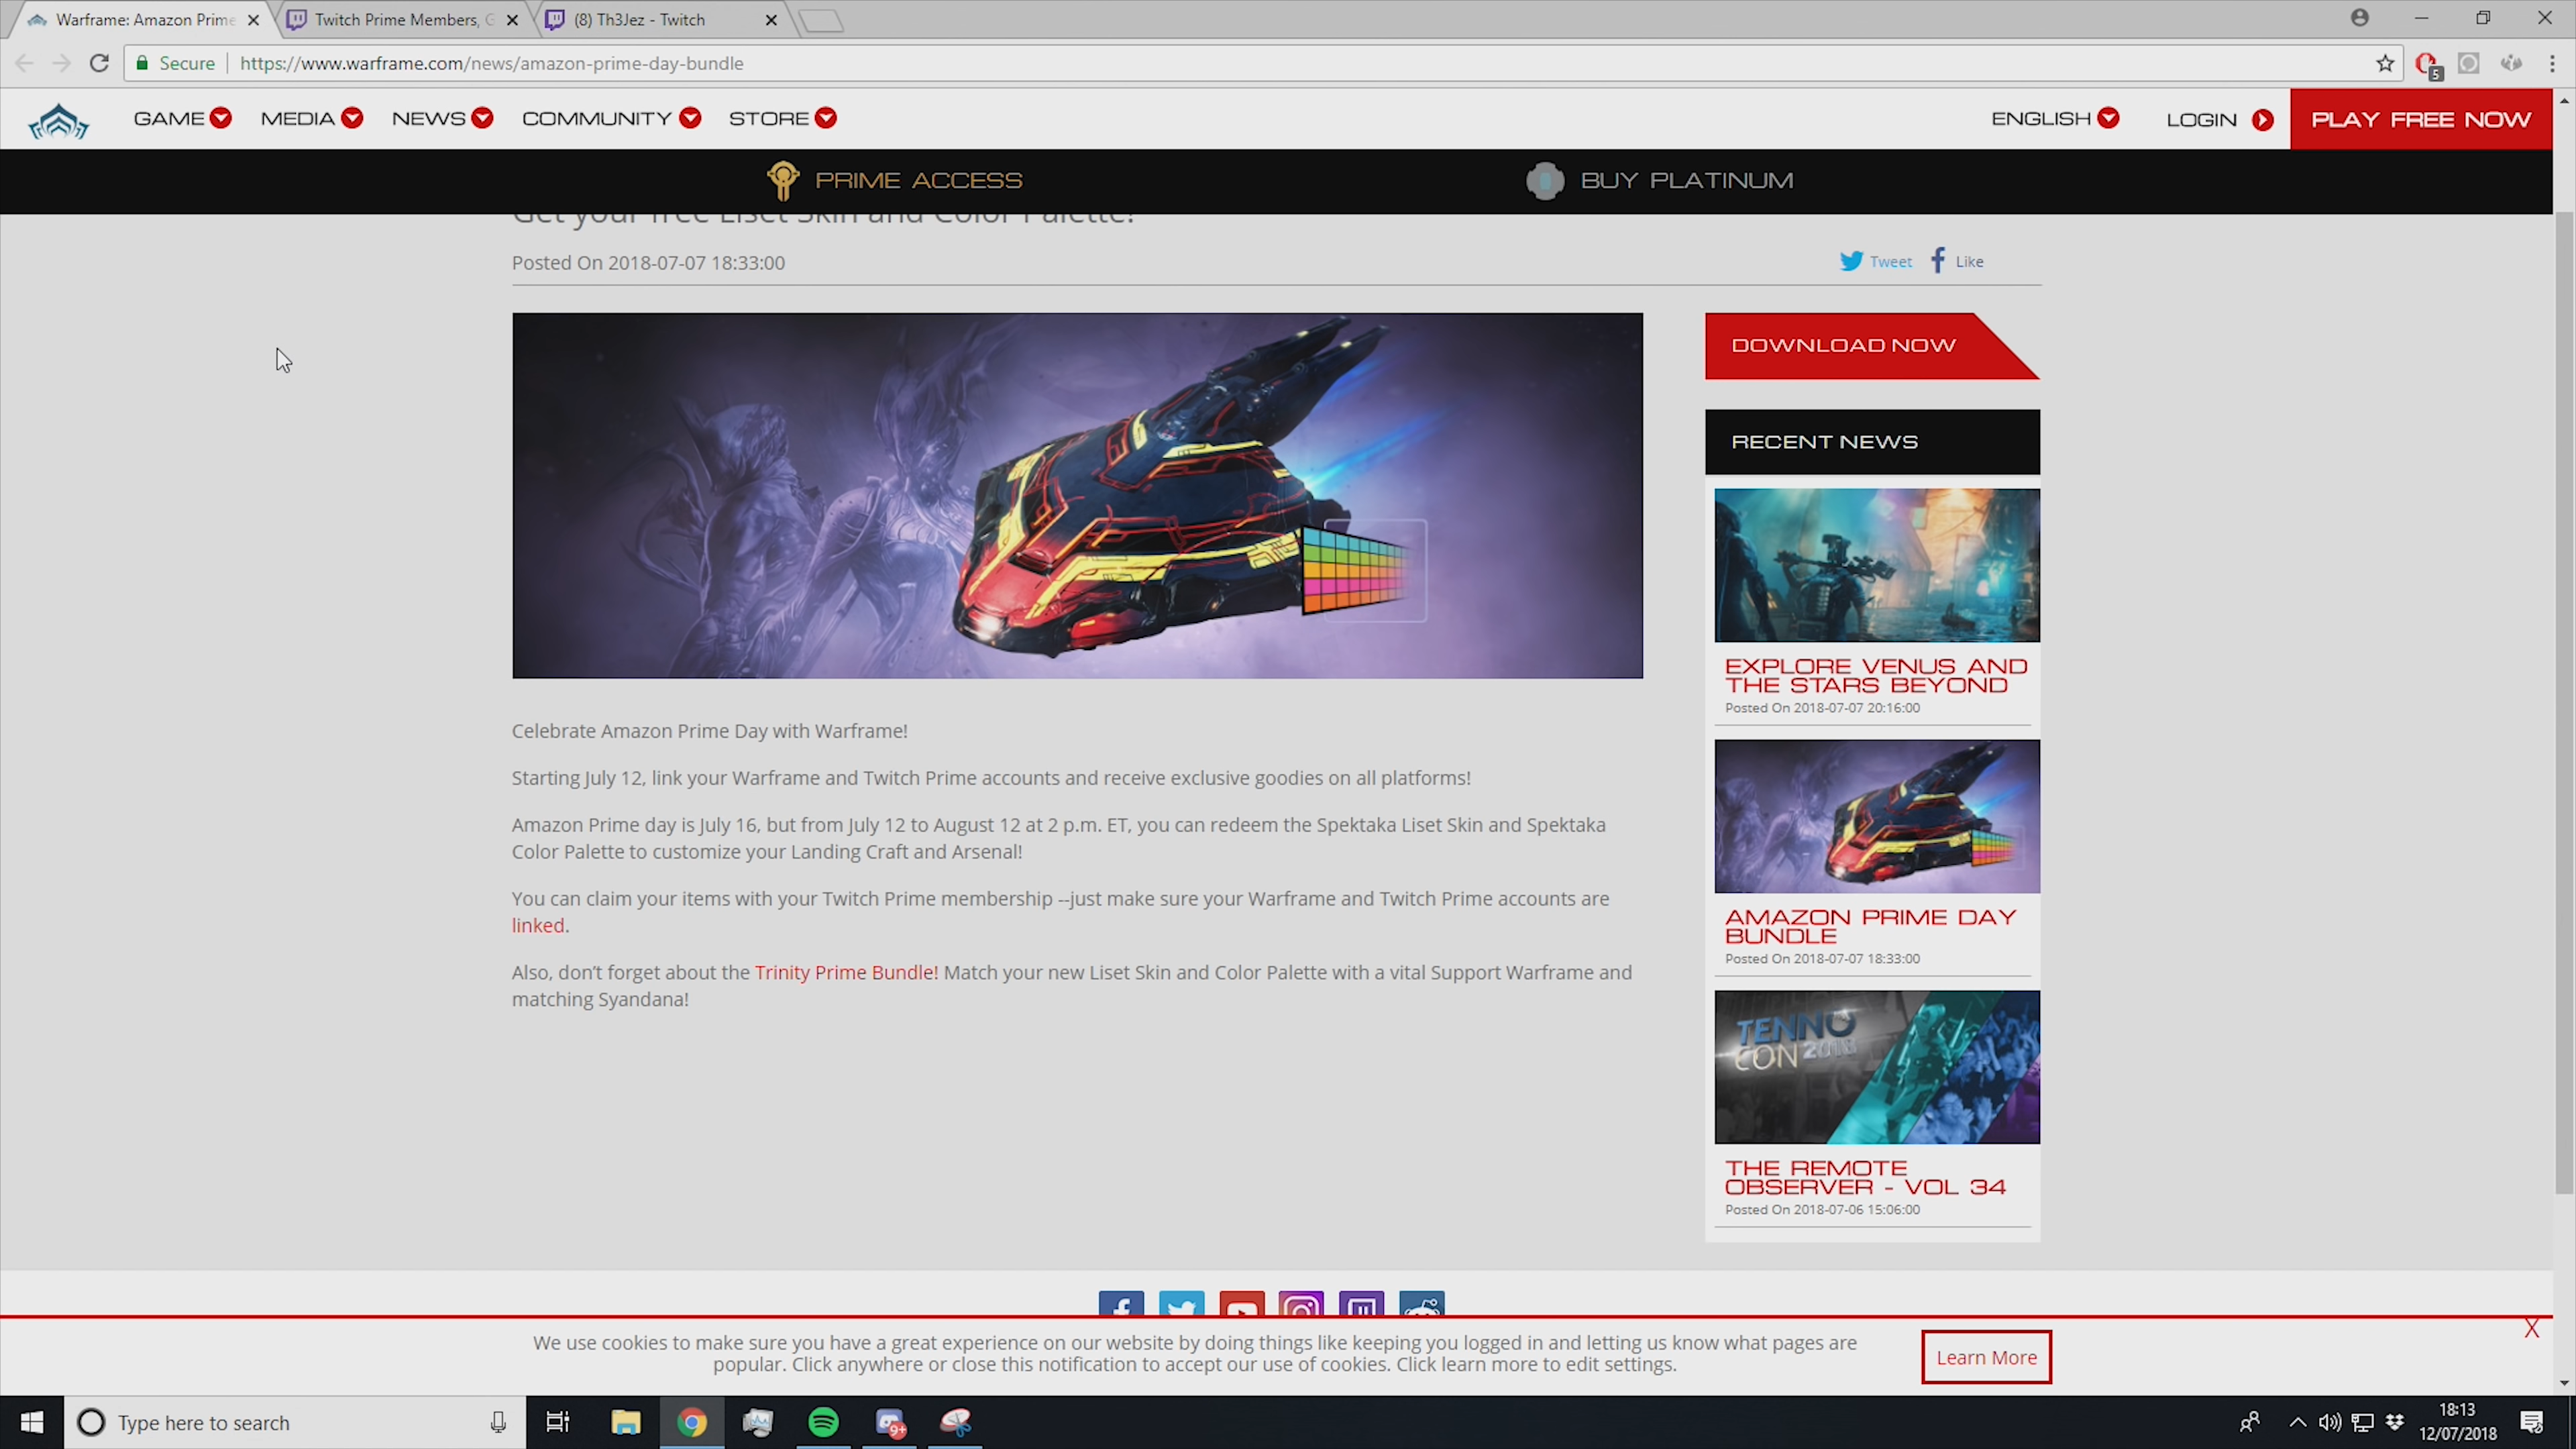 Warframe: Amazon Prime
Twitch Prime Members, G
(8) Th3Jez - Twitch
Secure
https://www.warframe.com/news/amazon-prime-day-bundle
5
GAME
MEDIA
NEWS
COMMUNITY
STORE
ENGLISH
LOGIN
PLAY FREE NOW
PRIME ACCESS
BUY PLATINUM
Get your free Liset Skin and Color Palette!
Posted On 2018-07-07 18:33:00
Tweet
Like
DOWNLOAD NOW
RECENT NEWS
EXPLORE VENUS AND
THE STARS BEYOND
Posted On 2018-07-07 20:16:00
AMAZON PRIME DAY
BUNDLE
Posted On 2018-07-07 18:33:00
TENNO
CON 2018
THE REMOTE
OBSERVER - VOL 34
Posted On 2018-07-06 15:06:00
Celebrate Amazon Prime Day with Warframe!
Starting July 12, link your Warframe and Twitch Prime accounts and receive exclusive goodies on all platforms!
Amazon Prime day is July 16, but from July 12 to August 12 at 2 p.m. ET, you can redeem the Spektaka Liset Skin and Spektaka
Color Palette to customize your Landing Craft and Arsenal!
You can claim your items with your Twitch Prime membership --just make sure your Warframe and Twitch Prime accounts are
linked.
Also, don't forget about the Trinity Prime Bundle! Match your new Liset Skin and Color Palette with a vital Support Warframe and
matching Syandana!
We use cookies to make sure you have a great experience on our website by doing things like keeping you logged in and letting us know what pages are
popular. Click anywhere or close this notification to accept our use of cookies. Click learn more to edit settings.
Learn More
X
Type here to search
9+
18:13
12/07/2018